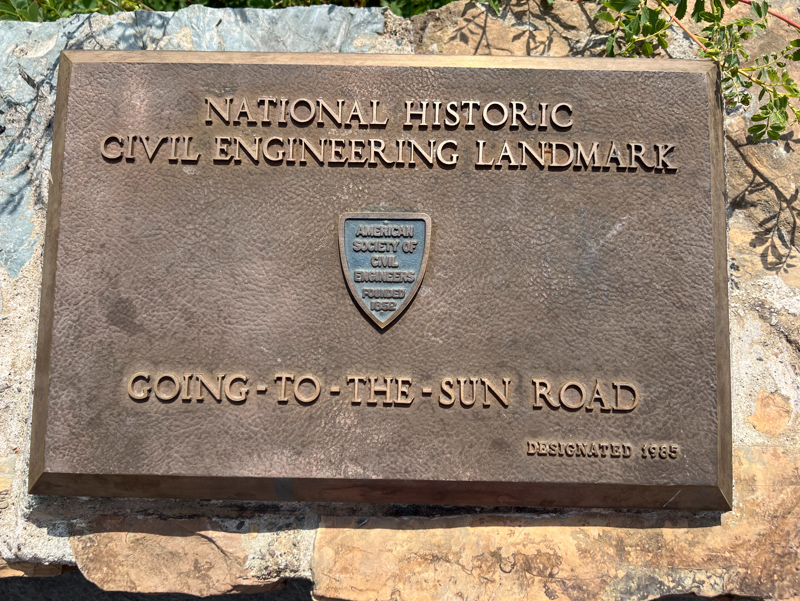 NATIONAL HISTORIC
CIVIL ENGINEERING LANDMARK
AMERICAN
SOCIETY OF
CIVIL
ENGINEERS
FOUNDED
1852
GOING-TO-THE-SUN ROAD
DESIGNATED 1985